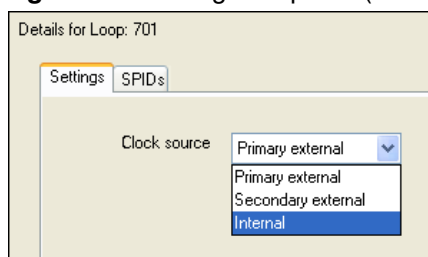 Details for Loop: 701
Settings SPIDs
Clock source Primary external
Primary external
Secondary external
Internal